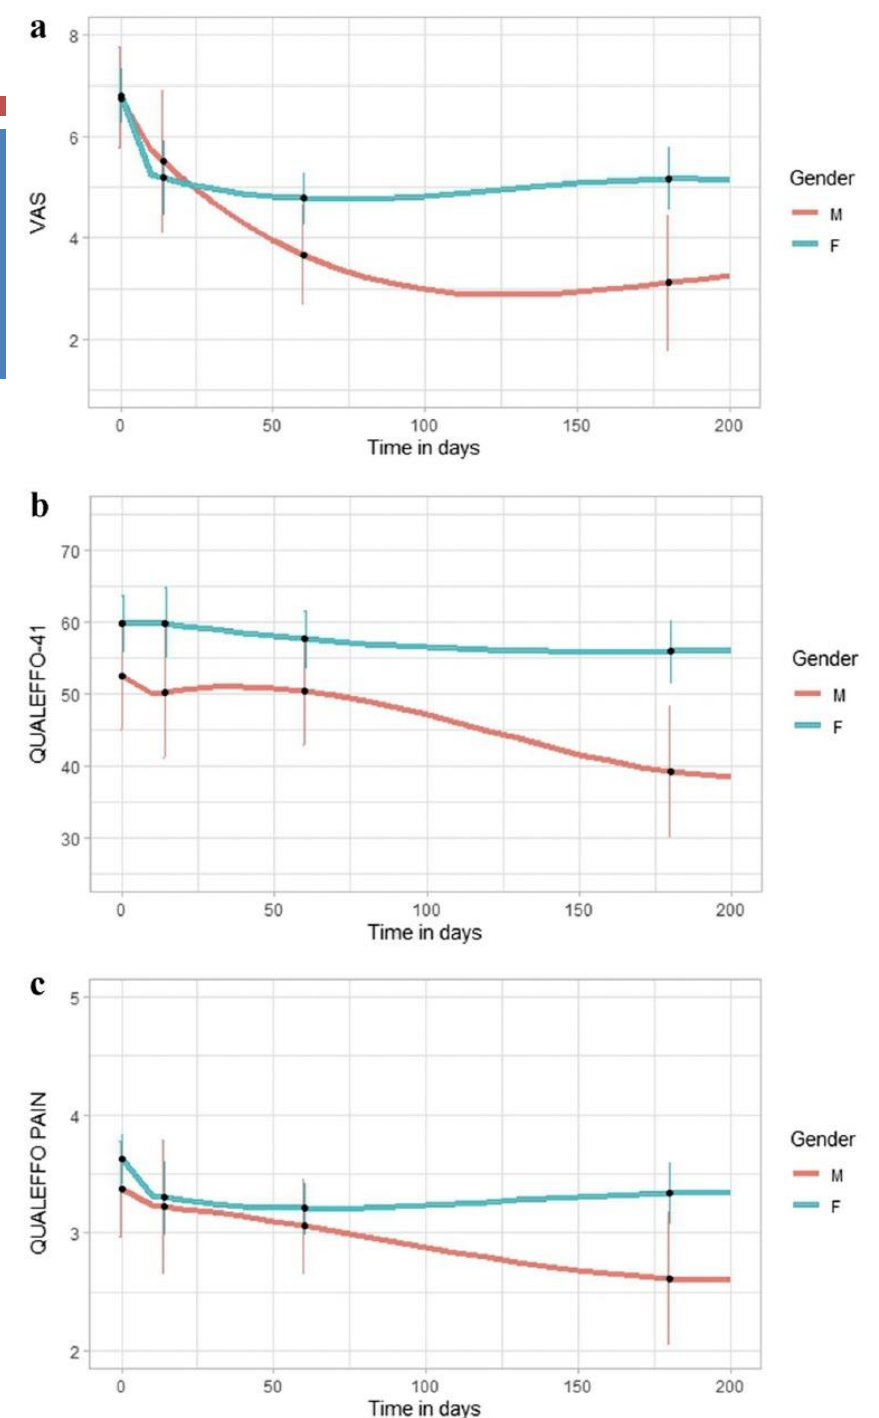 a
8
6
4
2
VAS
0 50 100 150 200
Time in days
Gender
M
F
b
70
60
50
40
30
QUALEFFO-41
0 50 100 150 200
Time in days
Gender
M
F
c
5
4
3
2
QUALEFFO PAIN
0 50 100 150 200
Time in days
Gender
M
F